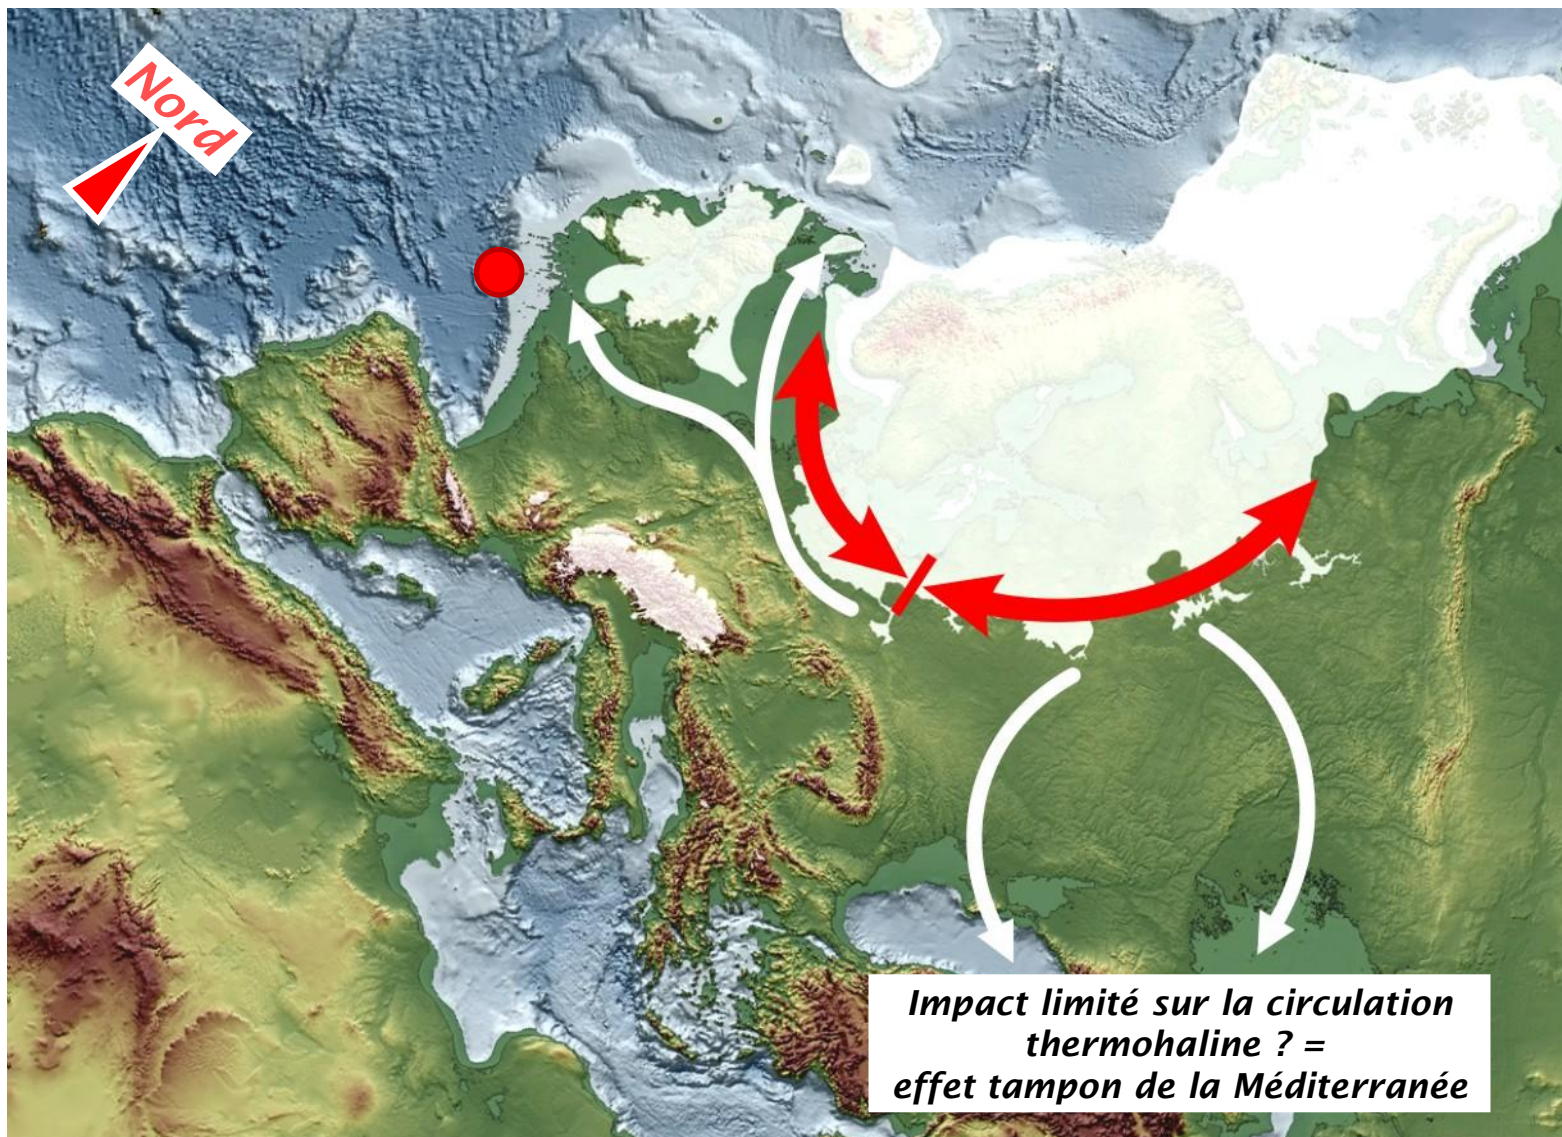 Nord
Impact limité sur la circulation
thermohaline ? =
effet tampon de la Méditerranée